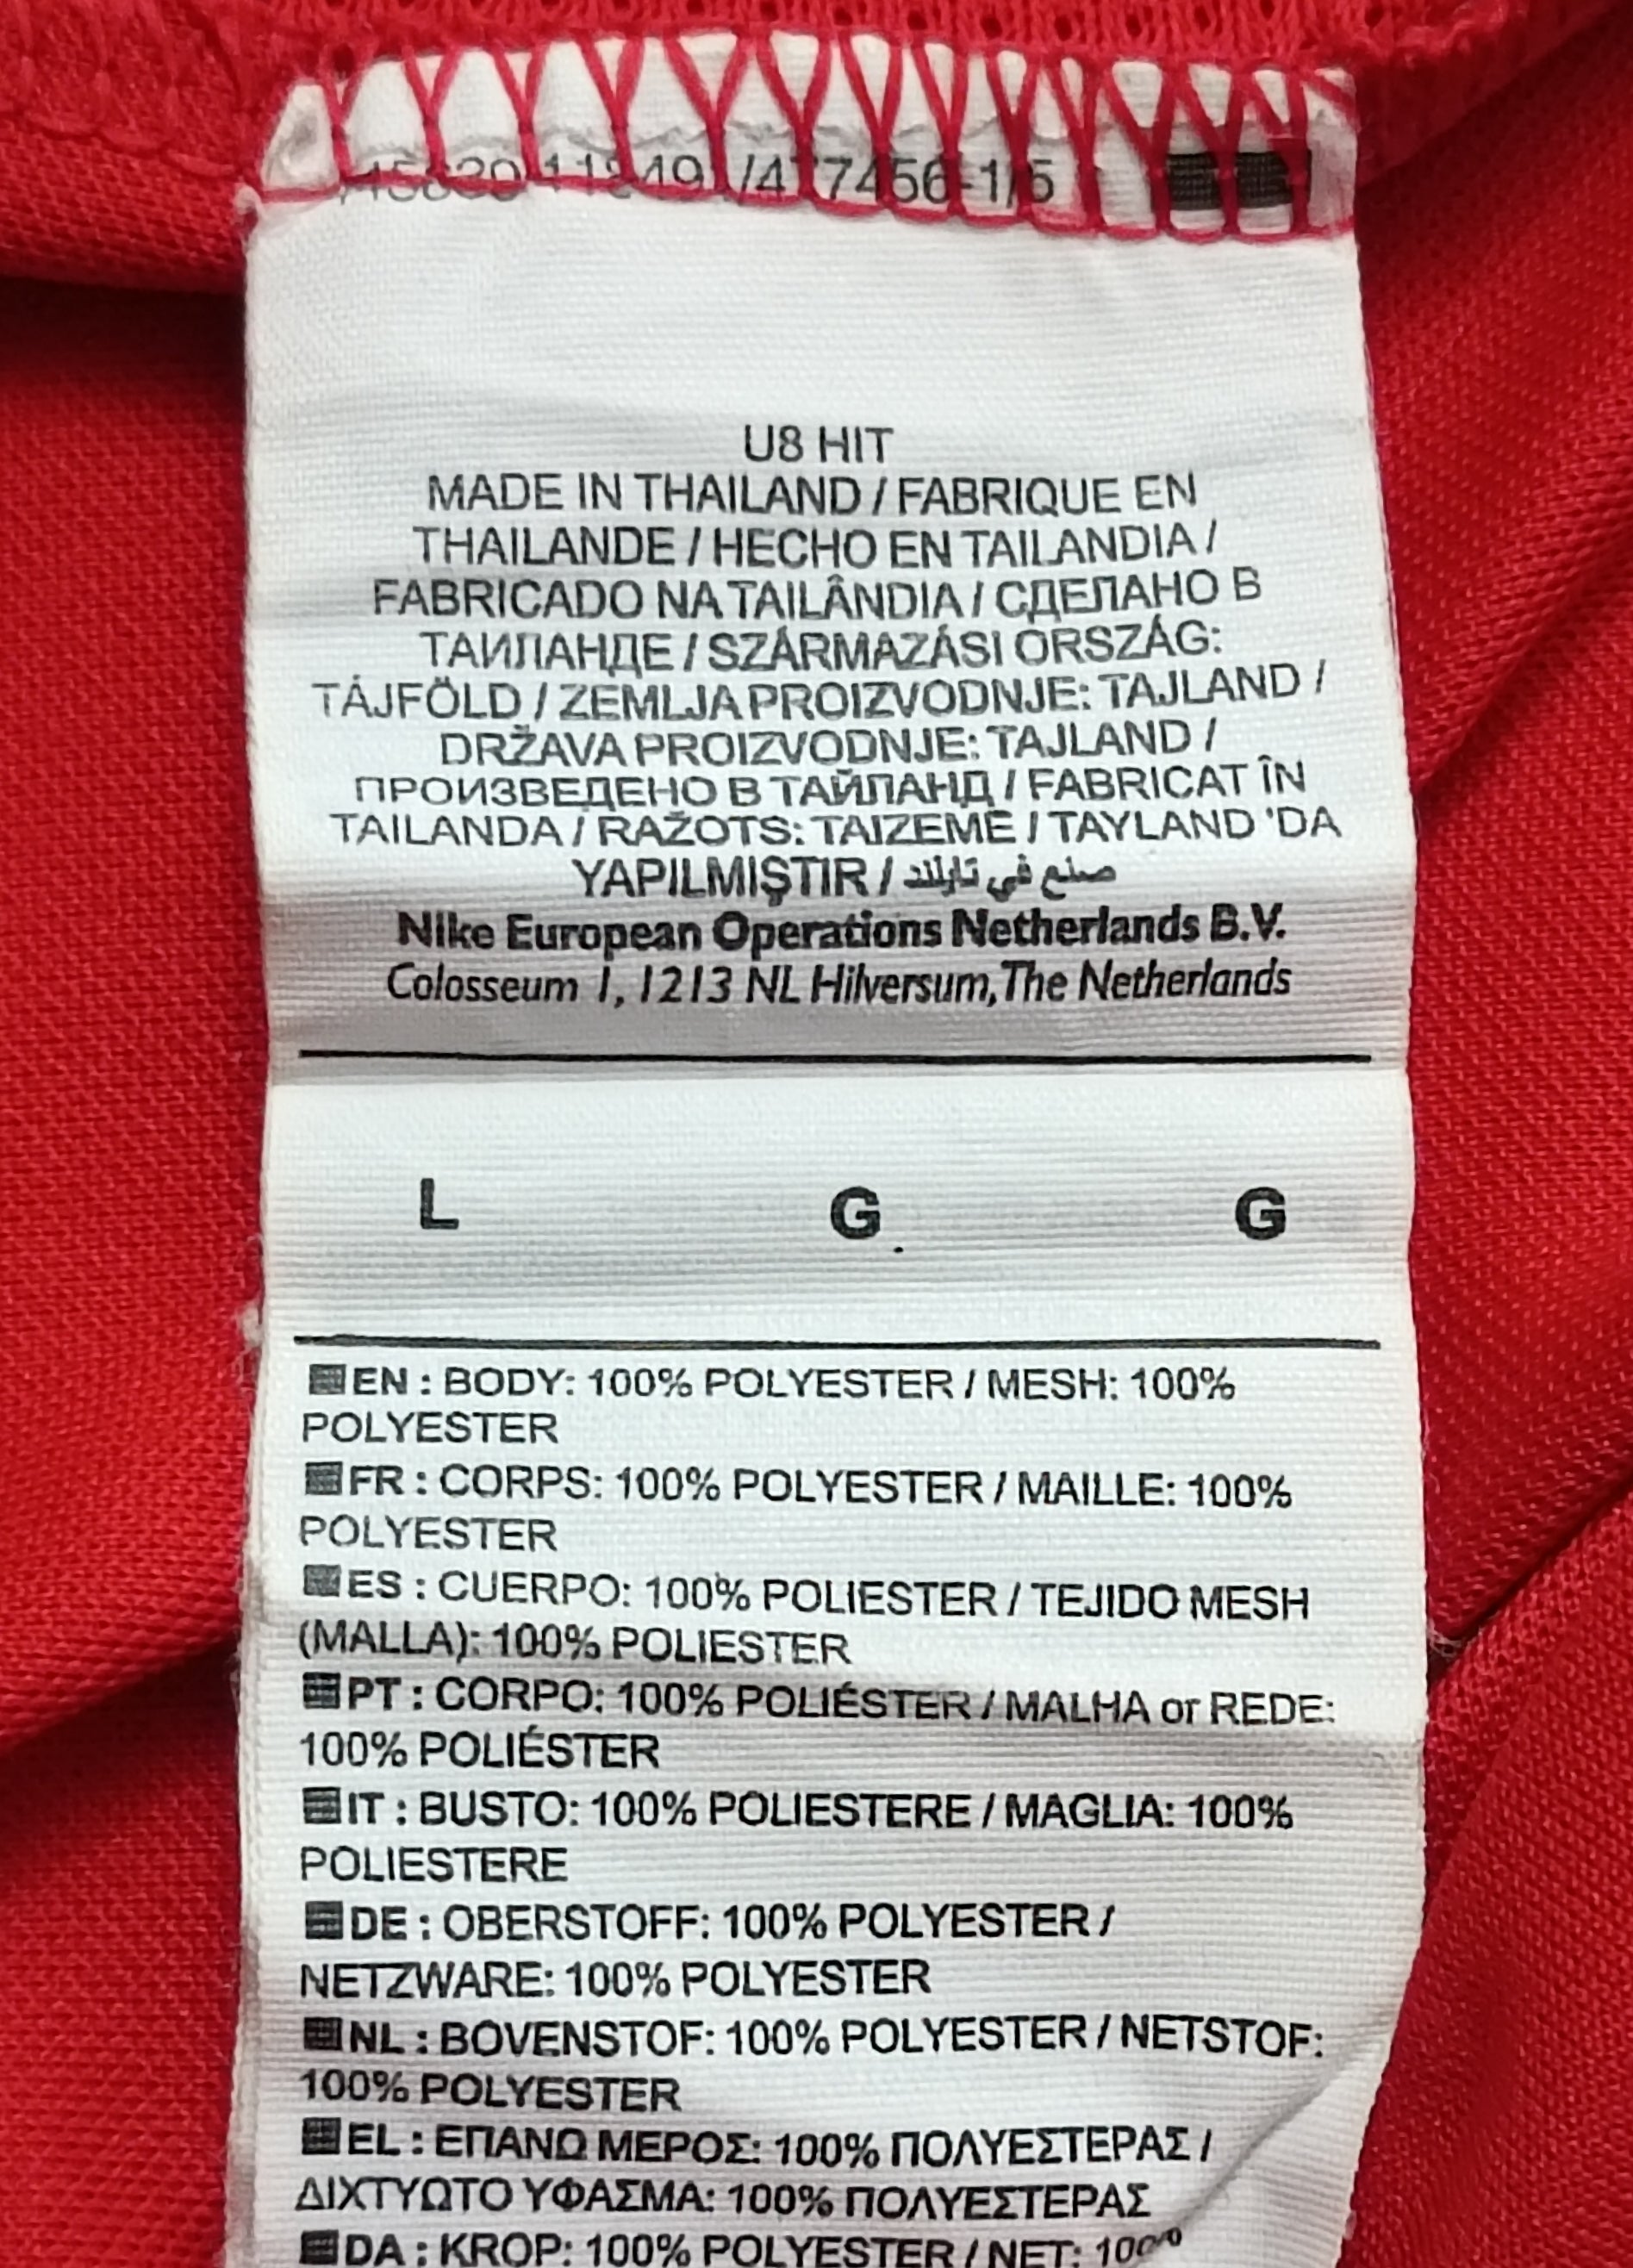 /477456-1/5
U8 HIT
MADE IN THAILAND / FABRIQUE EN
THAILANDE / HECHO EN TAILANDIA /
FABRICADO NA TAILÂNDIA / СДЕЛАНО В
ТАИЛАНДЕ / SZÁRMAZÁSI ORSZÁG:
TÁJFÖLD / ZEMLJA PROIZVODNJE: TAJLAND /
DRŽAVA PROIZVODNJE: TAJLAND /
ПРОИЗВЕДЕНО В ТАЙЛАНД / FABRICAT ÎN
TAILANDA / RAŽOTS: TAIZEMĒ / TAYLAND 'DA
YAPILMIŞTIR / صنع في تايلاند
Nike European Operations Netherlands B.V.
Colosseum 1, 1213 NL Hilversum, The Netherlands
L G G
EN : BODY: 100% POLYESTER / MESH: 100%
POLYESTER
FR : CORPS: 100% POLYESTER / MAILLE: 100%
POLYESTER
ES : CUERPO: 100% POLIESTER / TEJIDO MESH
(MALLA): 100% POLIESTER
PT : CORPO: 100% POLIÉSTER / MALHA or REDE:
100% POLIÉSTER
IT : BUSTO: 100% POLIESTERE / MAGLIA: 100%
POLIESTERE
DE : OBERSTOFF: 100% POLYESTER /
NETZWARE: 100% POLYESTER
NL : BOVENSTOF: 100% POLYESTER / NETSTOF:
100% POLYESTER
EL : ΕΠΑΝΩ ΜΕΡΟΣ: 100% ΠΟΛΥΕΣΤΕΡΑΣ /
ΔΙΧΤΥΩΤΟ ΥΦΑΣΜΑ: 100% ΠΟΛΥΕΣΤΕΡΑΣ
DA : KROP: 100% POLYESTER / NET: 100%